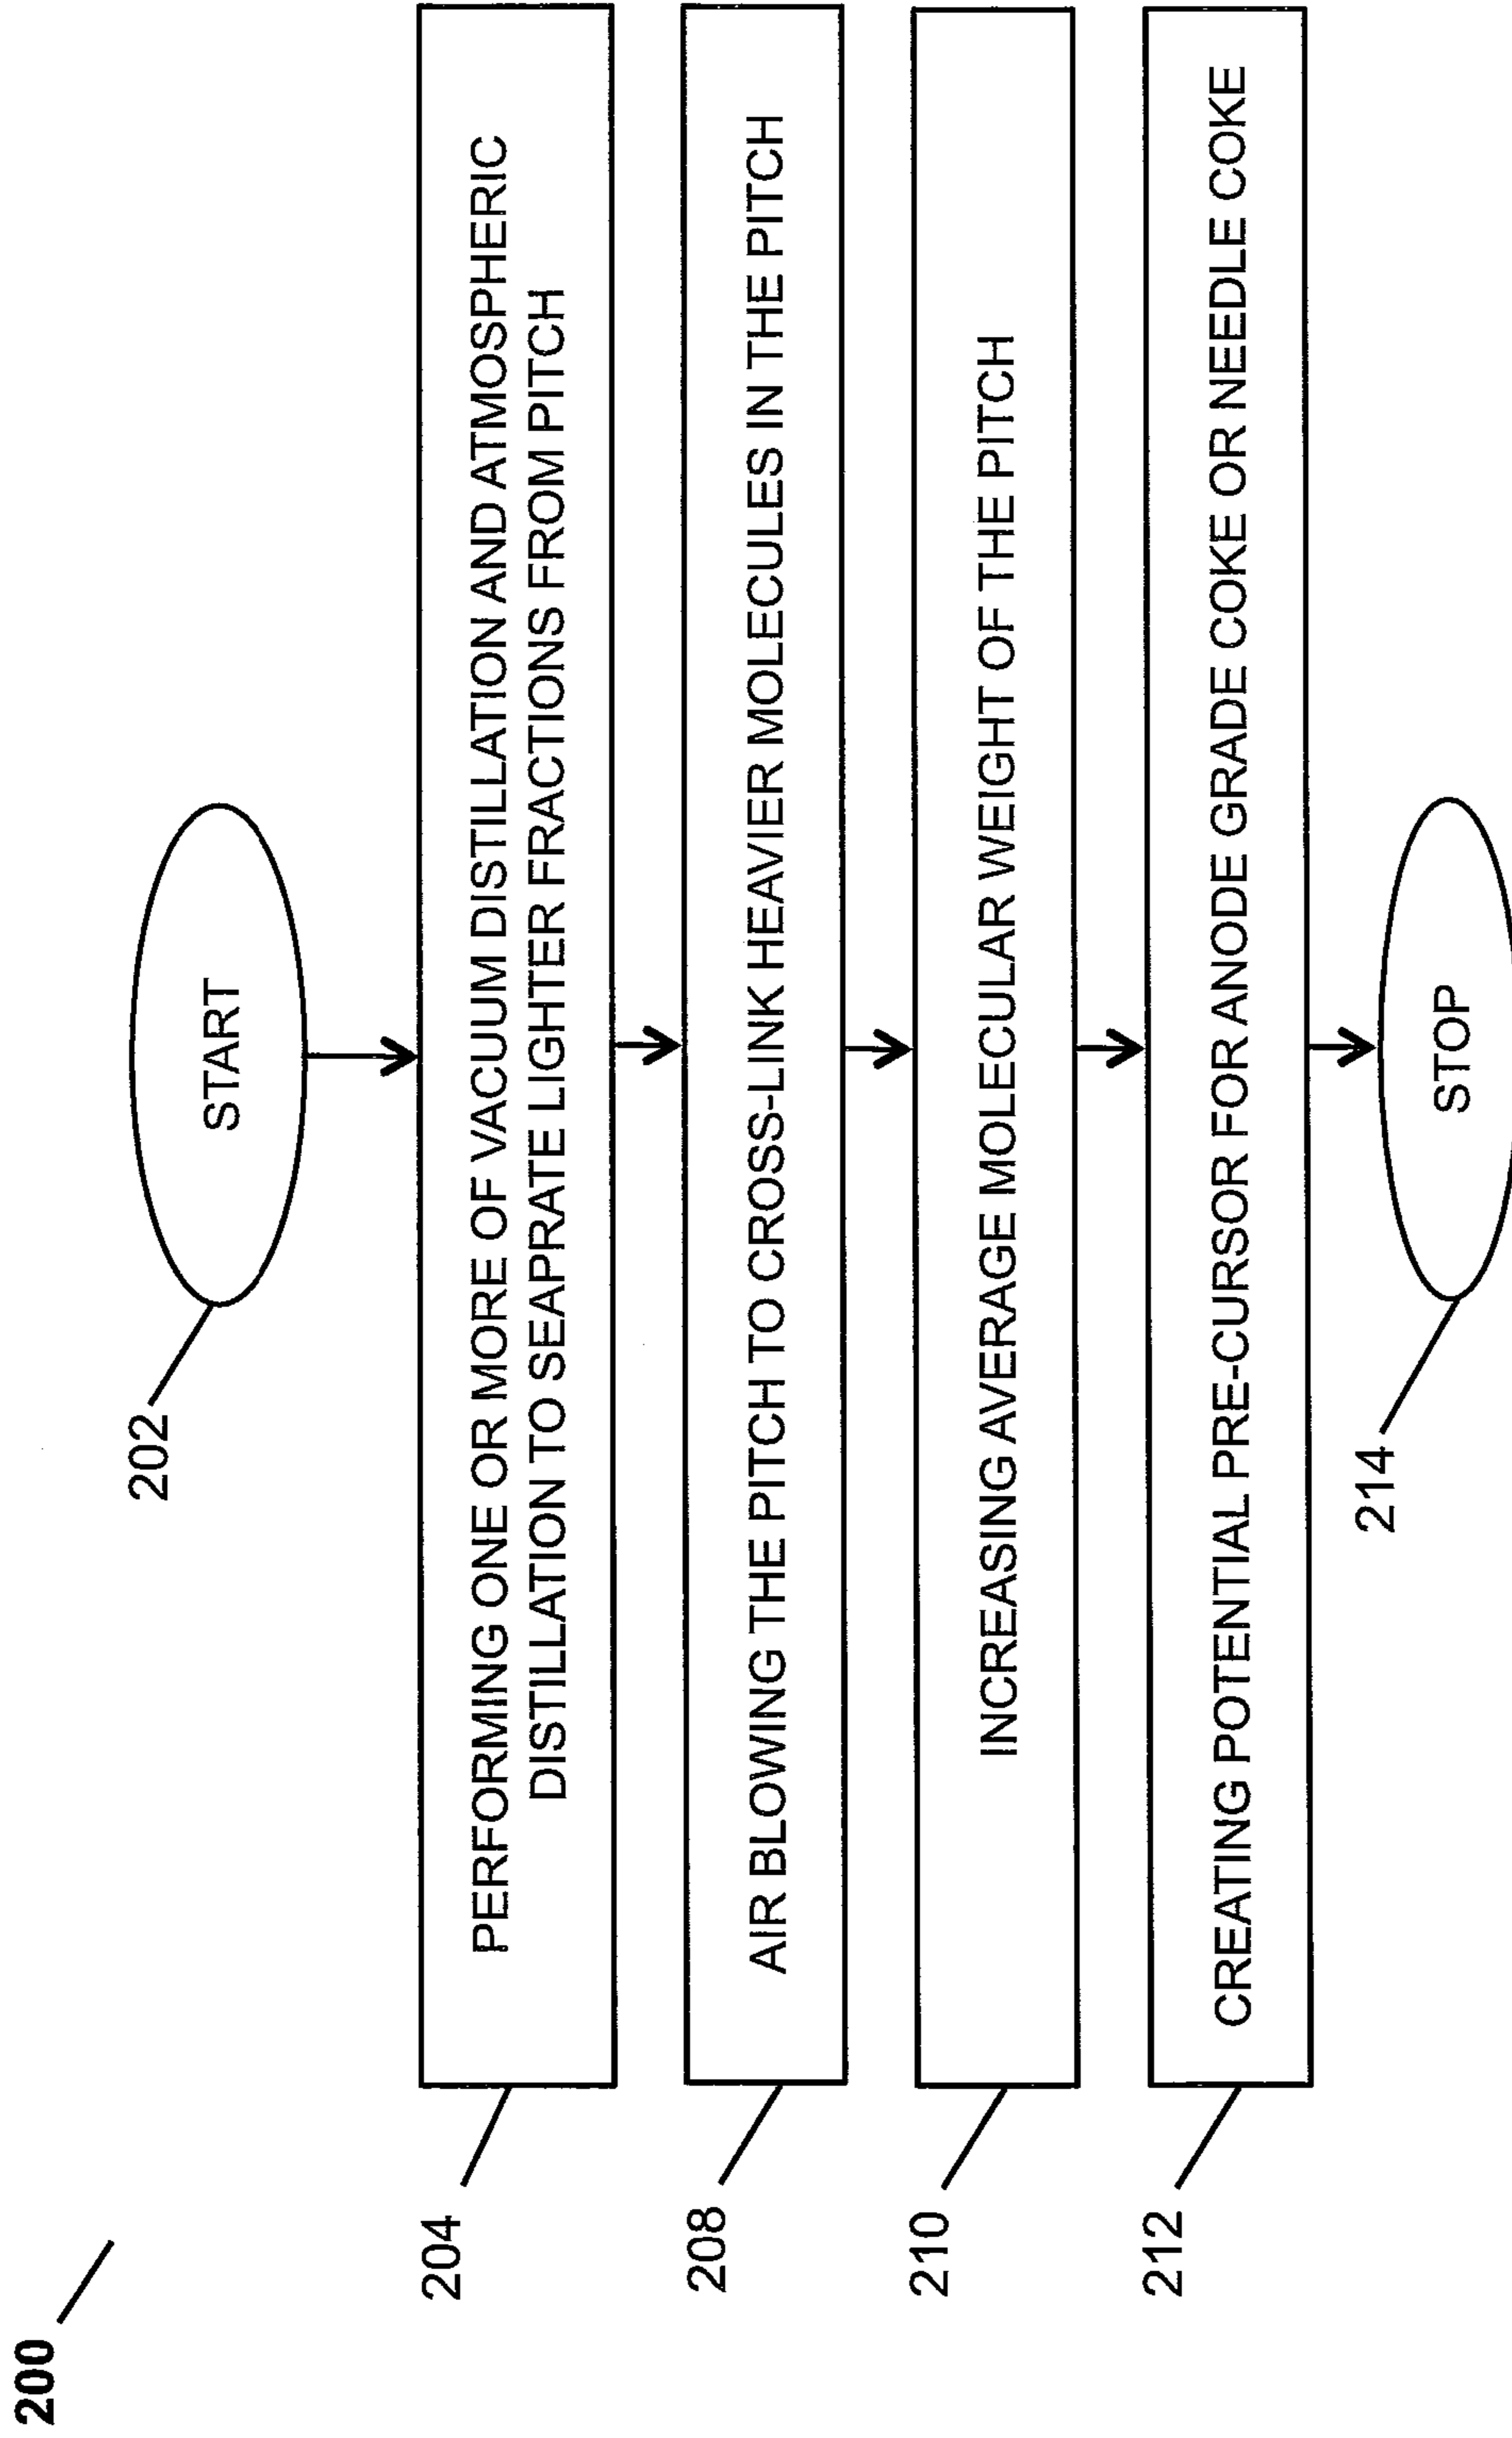 200
202
START
204
PERFORMING ONE OR MORE OF VACUUM DISTILLATION AND ATMOSPHERIC
DISTILLATION TO SEAPRATE LIGHTER FRACTIONS FROM PITCH
208
AIR BLOWING THE PITCH TO CROSS-LINK HEAVIER MOLECULES IN THE PITCH
210
INCREASING AVERAGE MOLECULAR WEIGHT OF THE PITCH
212
CREATING POTENTIAL PRE-CURSOR FOR ANODE GRADE COKE OR NEEDLE COKE
214
STOP